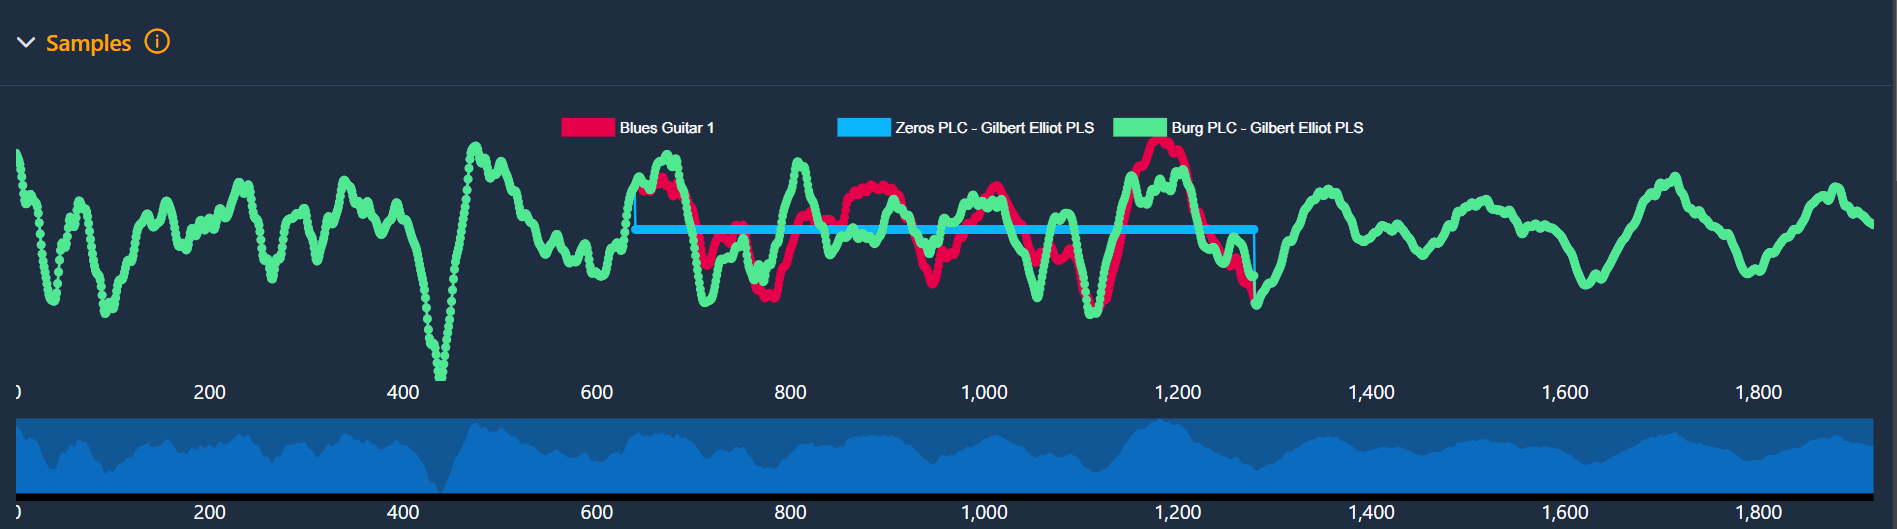 Samples
Blues Guitar 1 Zeros PLC - Gilbert Elliot PLS Burg PLC - Gilbert Elliot PLS
0 200 400 600 800 1,000 1,200 1,400 1,600 1,800
0 200 400 600 800 1,000 1,200 1,400 1,600 1,800